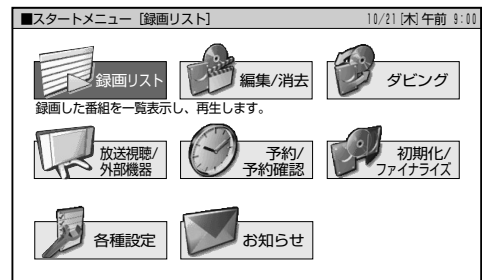 ■スタートメニュー［録画リスト］ 10/21[木]午前 9:00
録画リスト
編集/消去
ダビング
録画した番組を一覧表示し、再生します。
放送視聴/
外部機器
予約/
予約確認
初期化/
ファイナライズ
各種設定
お知らせ